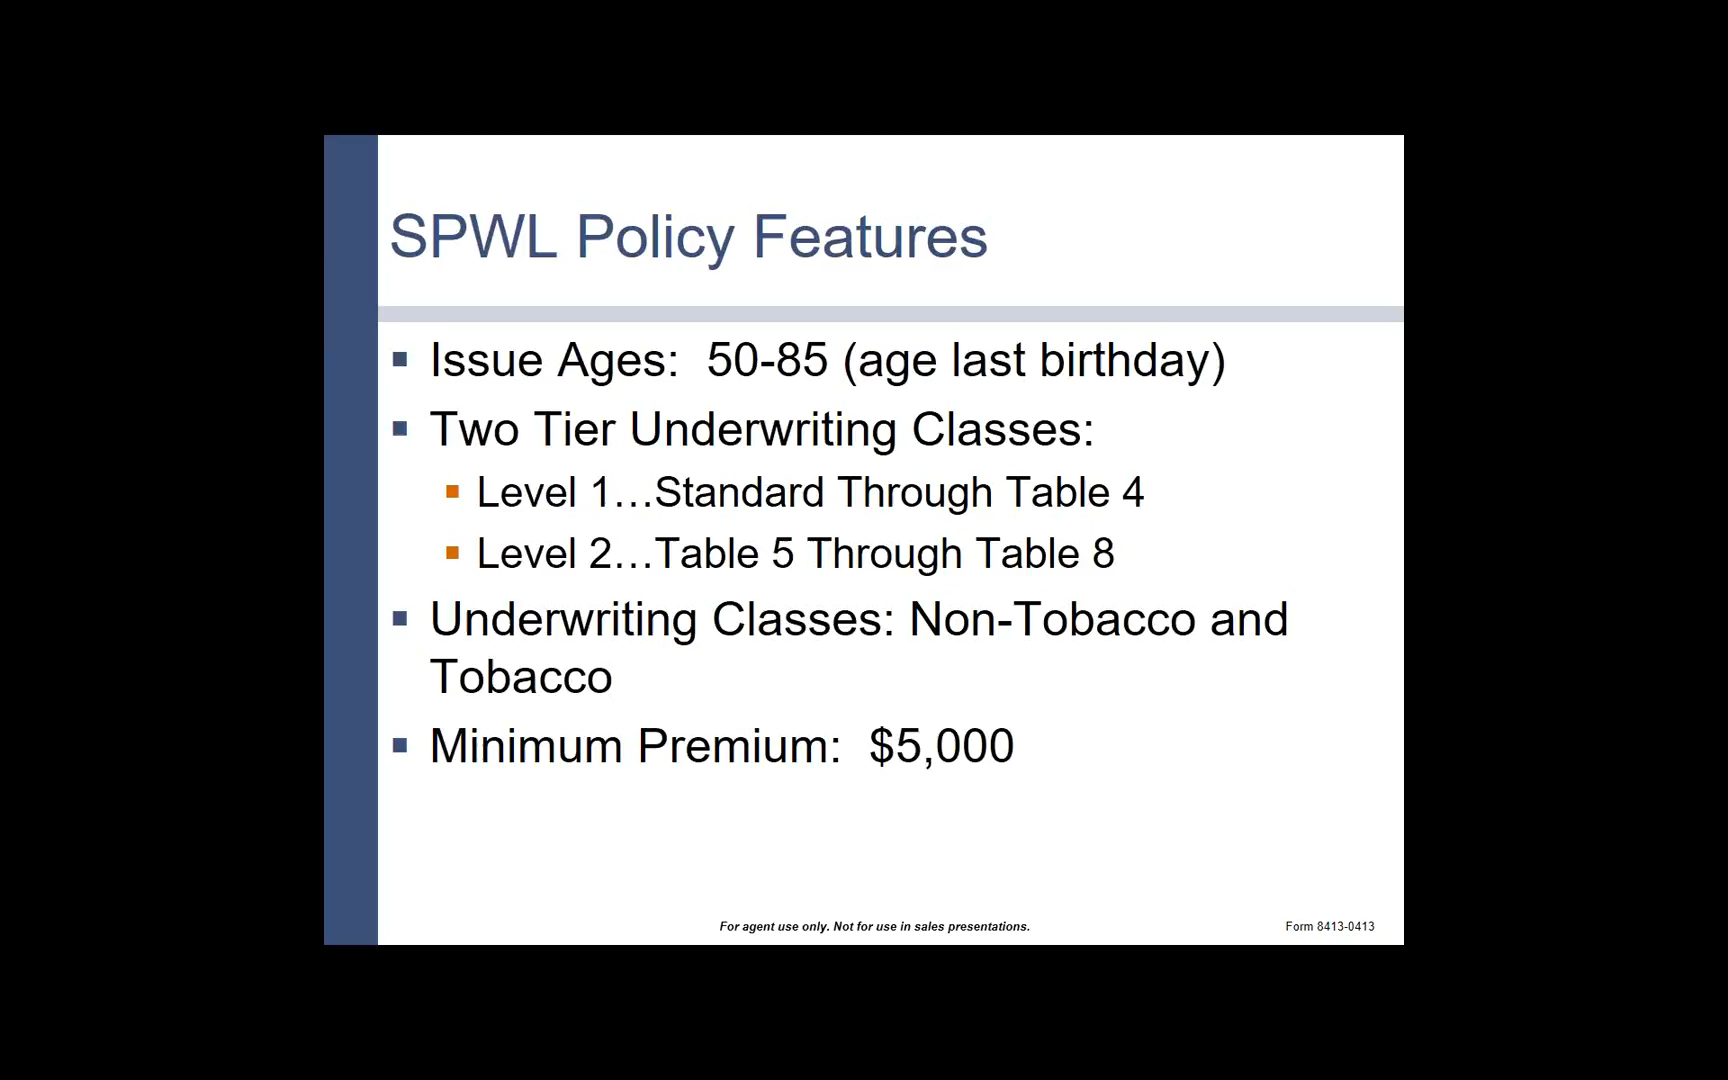 SPWL Policy Features
Issue Ages:  50-85 (age last birthday)
Two Tier Underwriting Classes:
Level 1…Standard Through Table 4
Level 2…Table 5 Through Table 8
Underwriting Classes: Non-Tobacco and
Tobacco
Minimum Premium:  $5,000
For agent use only. Not for use in sales presentations.
Form 8413-0413